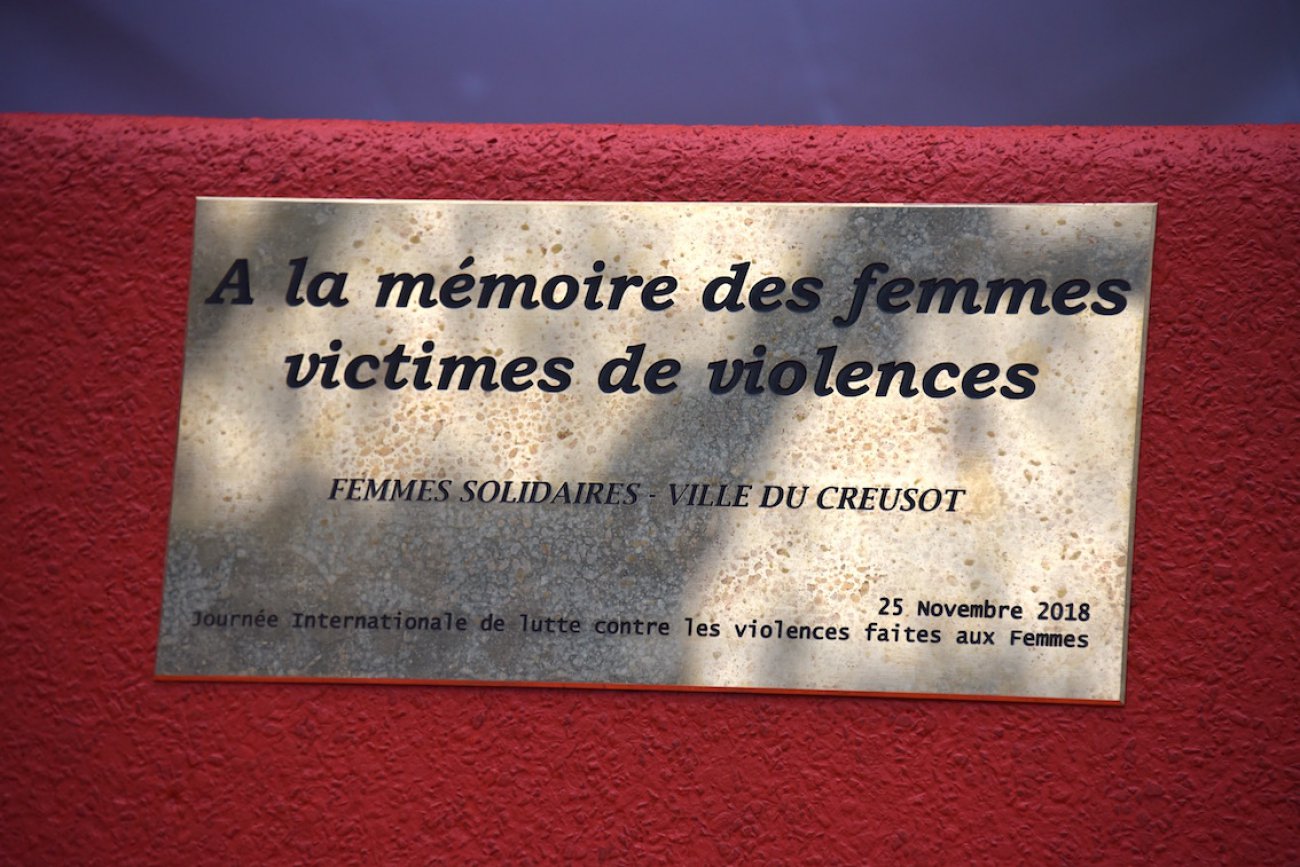 A la mémoire des femmes
victimes de violences
FEMMES SOLIDAIRES - VILLE DU CREUSOT
25 Novembre 2018
Journée Internationale de lutte contre les violences faites aux Femmes